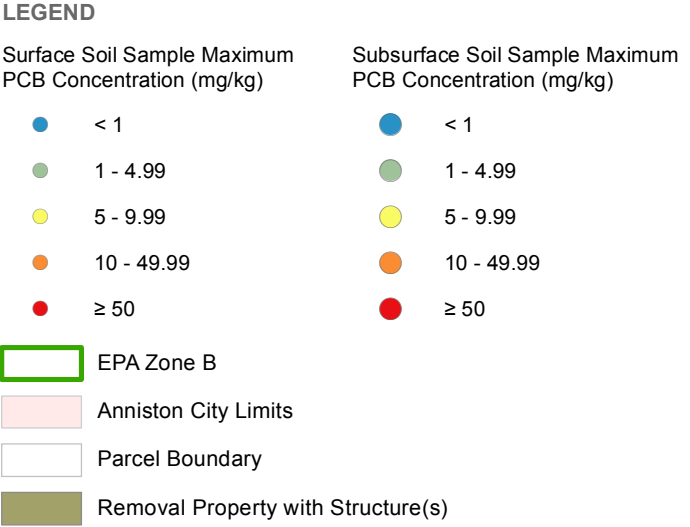 LEGEND
Surface Soil Sample Maximum
PCB Concentration (mg/kg)
< 1
1 - 4.99
5 - 9.99
10 - 49.99
≥ 50
Subsurface Soil Sample Maximum
PCB Concentration (mg/kg)
< 1
1 - 4.99
5 - 9.99
10 - 49.99
≥ 50
EPA Zone B
Anniston City Limits
Parcel Boundary
Removal Property with Structure(s)